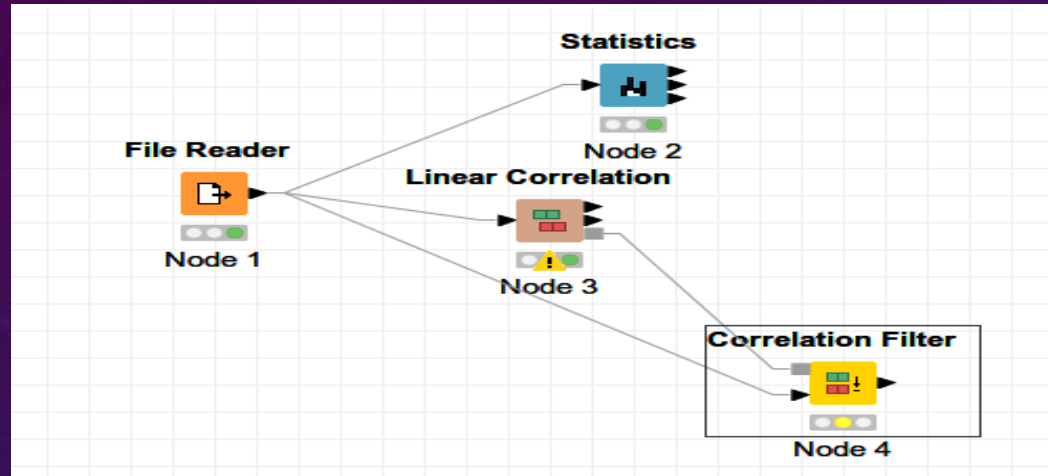 Statistics
Node 2
File Reader
Node 1
Linear Correlation
Node 3
Correlation Filter
Node 4